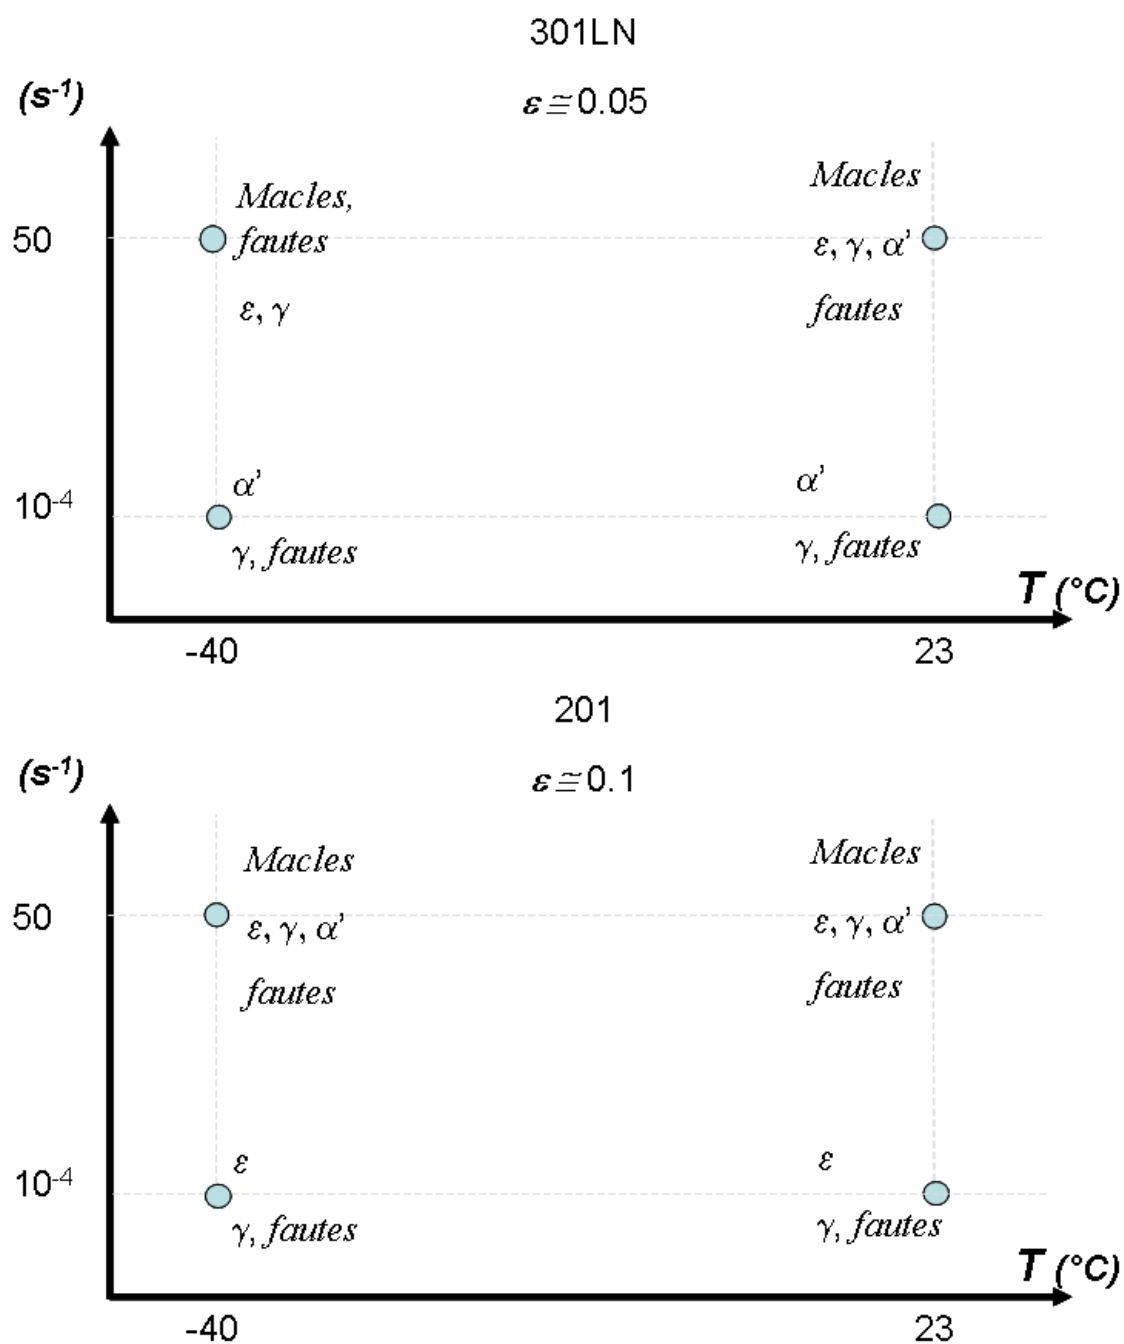 301LN
(s⁻¹)
ε ≅ 0.05
Macles,
fautes
ε, γ
Macles
ε, γ, α’
fautes
50
α’
γ, fautes
α’
γ, fautes
10⁻⁴
T (°C)
-40
23
201
(s⁻¹)
ε ≅ 0.1
Macles
ε, γ, α’
fautes
Macles
ε, γ, α’
fautes
50
ε
γ, fautes
ε
γ, fautes
10⁻⁴
T (°C)
-40
23